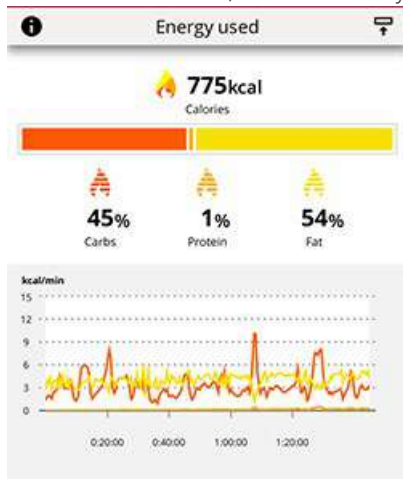 Energy used
775kcal
Calories
45% 1% 54%
Carbs Protein Fat
kcal/min
15
12
9
6
3
0
0:20:00 0:40:00 1:00:00 1:20:00